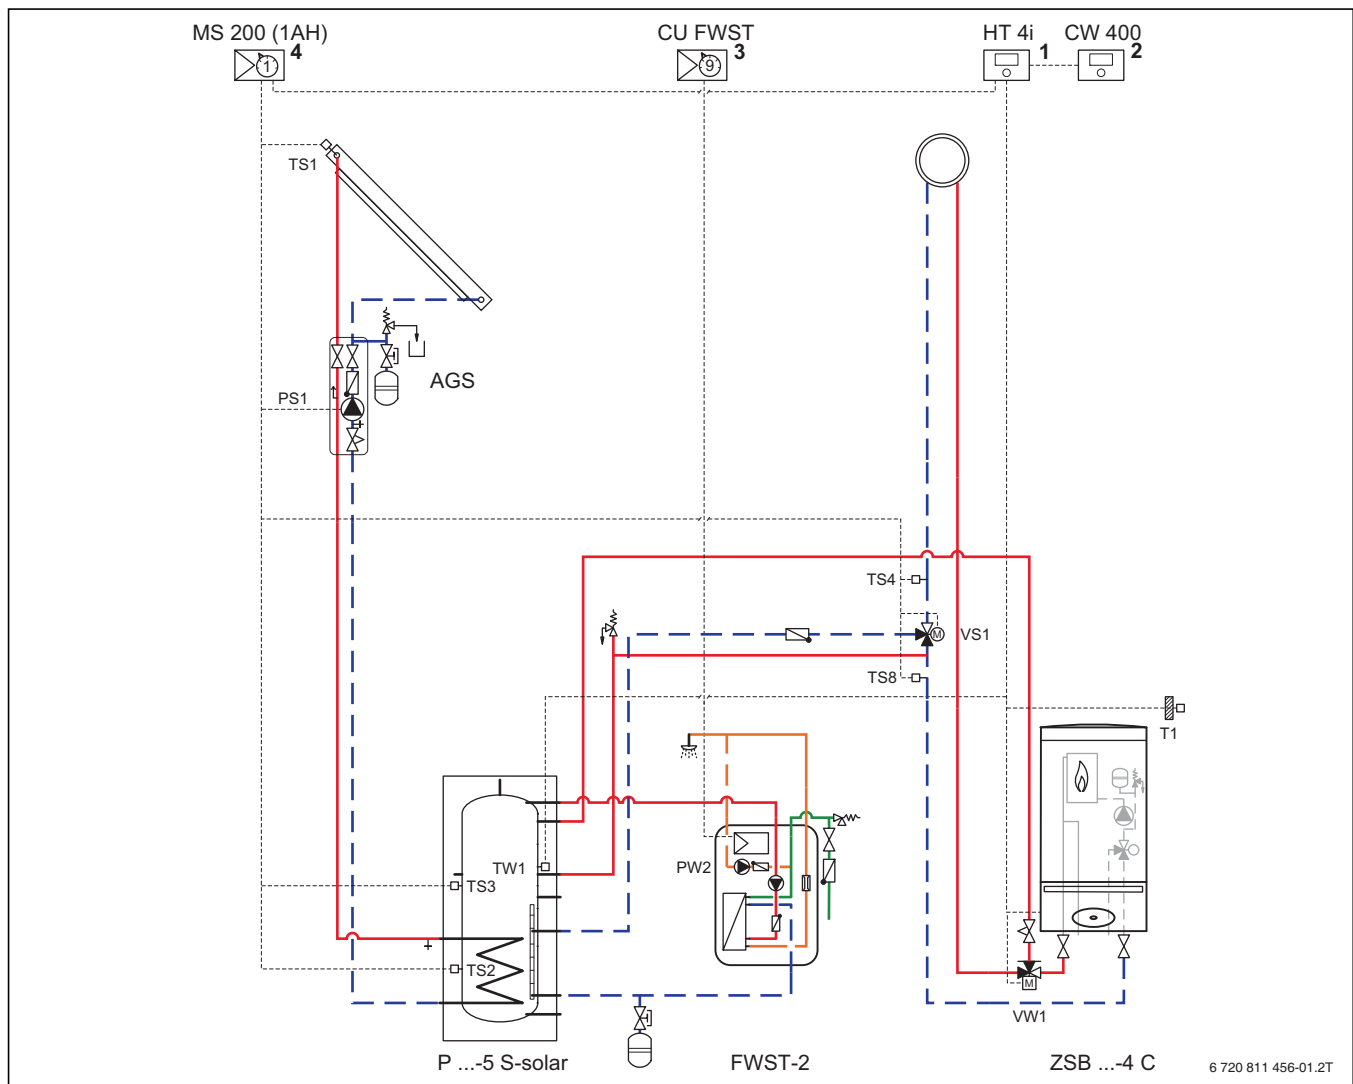 MS 200 (1AH)
4
CU FWST
3
HT 4i
1
CW 400
2
1
9
TS1
AGS
PS1
TS4
M
VS1
TS8
T1
TW1
TS3
PW2
TS2
M
VW1
P ...-5 S-solar
FWST-2
ZSB ...-4 C
6 720 811 456-01.2T